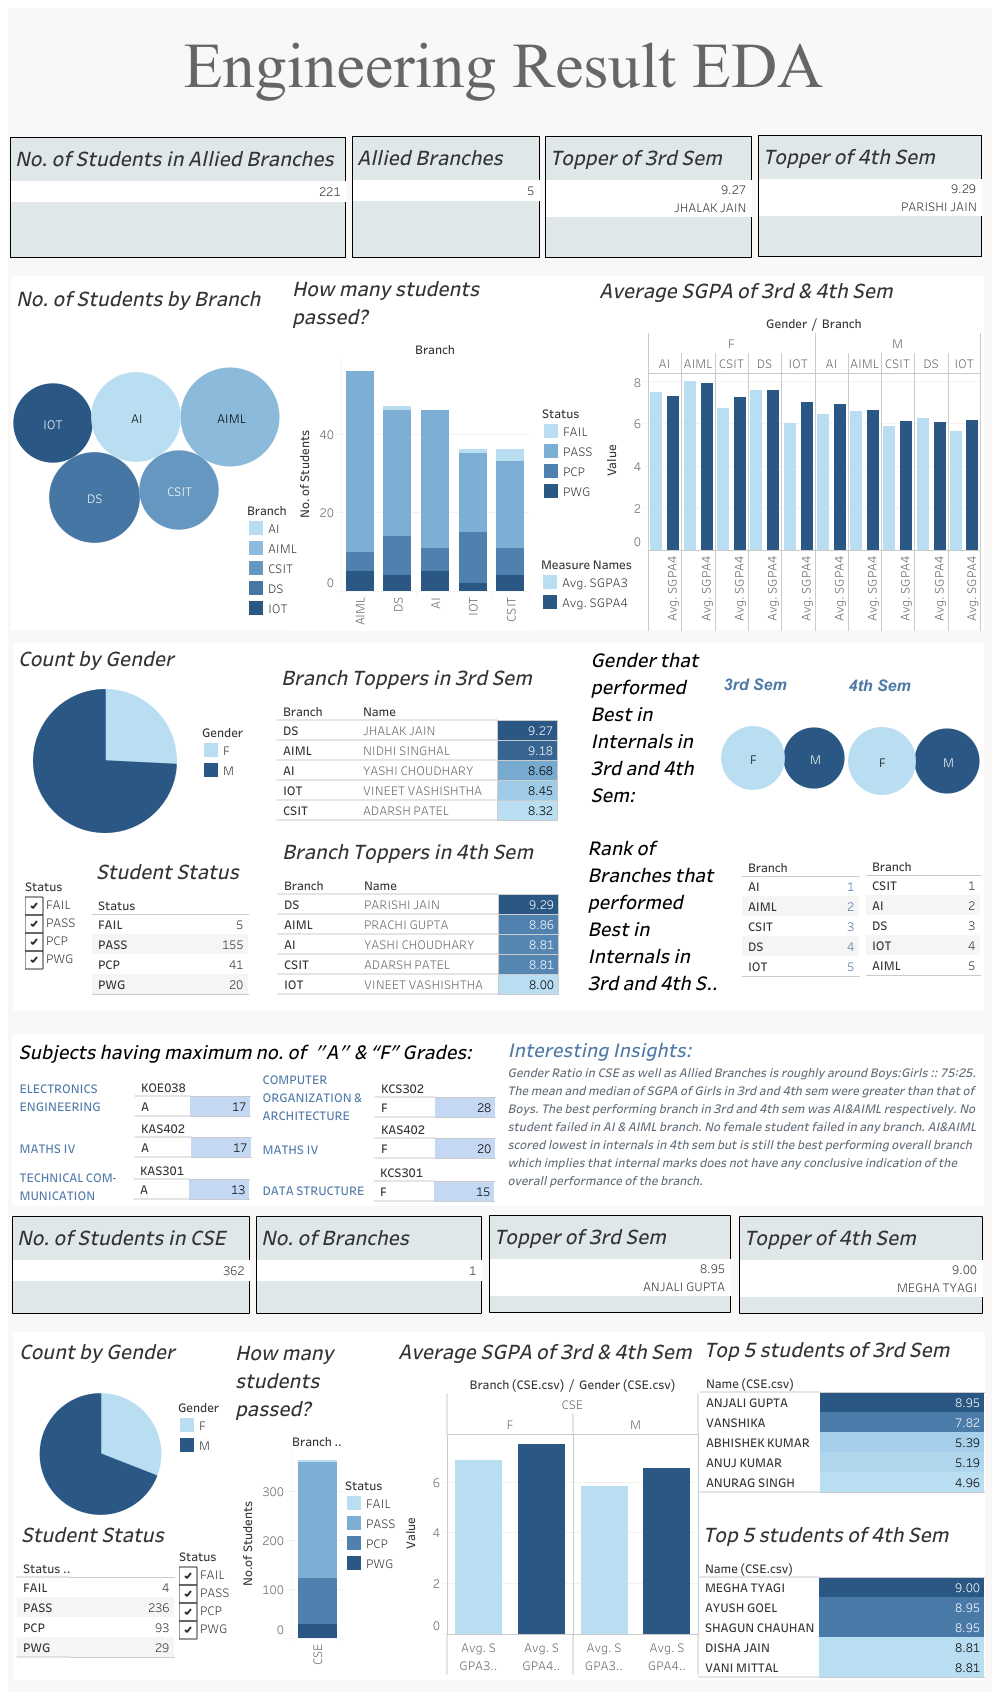 Engineering Result EDA
No. of Students in Allied Branches
221
Allied Branches
5
Topper of 3rd Sem
9.27
JHALAK JAIN
Topper of 4th Sem
9.29
PARISHI JAIN
No. of Students by Branch
IOT
AI
AIML
DS
CSIT
Branch
AI
AIML
CSIT
DS
IOT
How many students
passed?
Branch
No. of Students
40
20
0
AIML
DS
AI
IOT
CSIT
Status
FAIL
PASS
PCP
PWG
Measure Names
Avg. SGPA3
Avg. SGPA4
Average SGPA of 3rd & 4th Sem
Gender / Branch
F M
AI AIML CSIT DS IOT AI AIML CSIT DS IOT
Value
8
6
4
2
0
Avg. SGPA4
Avg. SGPA4
Avg. SGPA4
Avg. SGPA4
Avg. SGPA4
Avg. SGPA4
Avg. SGPA4
Avg. SGPA4
Avg. SGPA4
Avg. SGPA4
Count by Gender
Gender
F
M
Status
FAIL
PASS
PCP
PWG
Student Status
Status
FAIL 5
PASS 155
PCP 41
PWG 20
Branch Toppers in 3rd Sem
Branch Name
DS JHALAK JAIN 9.27
AIML NIDHI SINGHAL 9.18
AI YASHI CHOUDHARY 8.68
IOT VINEET VASHISHTHA 8.45
CSIT ADARSH PATEL 8.32
Branch Toppers in 4th Sem
Branch Name
DS PARISHI JAIN 9.29
AIML PRACHI GUPTA 8.86
AI YASHI CHOUDHARY 8.81
CSIT ADARSH PATEL 8.81
IOT VINEET VASHISHTHA 8.00
Gender that
performed
Best in
Internals in
3rd and 4th
Sem:
3rd Sem
4th Sem
F M
F M
Rank of
Branches that
performed
Best in
Internals in
3rd and 4th S..
Branch
AI 1
AIML 2
CSIT 3
DS 4
IOT 5
Branch
CSIT 1
AI 2
DS 3
IOT 4
AIML 5
Subjects having maximum no. of "A" & "F" Grades:
ELECTRONICS
ENGINEERING
KOE038
A 17
MATHS IV
KAS402
A 17
TECHNICAL COM-
MUNICATION
KAS301
A 13
COMPUTER
ORGANIZATION &
ARCHITECTURE
KCS302
F 28
MATHS IV
KAS402
F 20
DATA STRUCTURE
KCS301
F 15
Interesting Insights:
Gender Ratio in CSE as well as Allied Branches is roughly around Boys:Girls :: 75:25.
The mean and median of SGPA of Girls in 3rd and 4th sem were greater than that of
Boys. The best performing branch in 3rd and 4th sem was AI&AIML respectively. No
student failed in AI & AIML branch. No female student failed in any branch. AI&AIML
scored lowest in internals in 4th sem but is still the best performing overall branch
which implies that internal marks does not have any conclusive indication of the
overall performance of the branch.
No. of Students in CSE
362
No. of Branches
1
Topper of 3rd Sem
8.95
ANJALI GUPTA
Topper of 4th Sem
9.00
MEGHA TYAGI
Count by Gender
Gender
F
M
Student Status
Status ..
FAIL 4
PASS 236
PCP 93
PWG 29
Status
FAIL
PASS
PCP
PWG
How many
students
passed?
Branch ..
No.of Students
300
200
100
0
CSE
Status
FAIL
PASS
PCP
PWG
Average SGPA of 3rd & 4th Sem
Branch (CSE.csv) / Gender (CSE.csv)
CSE
F M
Value
6
4
2
0
Avg. S
GPA3..
Avg. S
GPA4..
Avg. S
GPA3..
Avg. S
GPA4..
Top 5 students of 3rd Sem
Name (CSE.csv)
ANJALI GUPTA 8.95
VANSHIKA 7.82
ABHISHEK KUMAR 5.39
ANUJ KUMAR 5.19
ANURAG SINGH 4.96
Top 5 students of 4th Sem
Name (CSE.csv)
MEGHA TYAGI 9.00
AYUSH GOEL 8.95
SHAGUN CHAUHAN 8.95
DISHA JAIN 8.81
VANI MITTAL 8.81